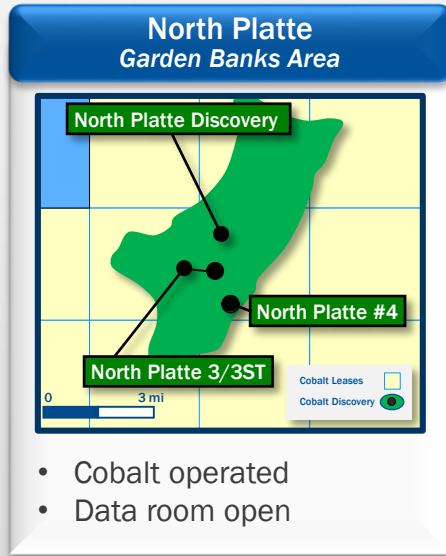 North Platte
Garden Banks Area
North Platte Discovery
North Platte #4
North Platte 3/3ST
0 3 mi
Cobalt Leases
Cobalt Discovery
• Cobalt operated
• Data room open